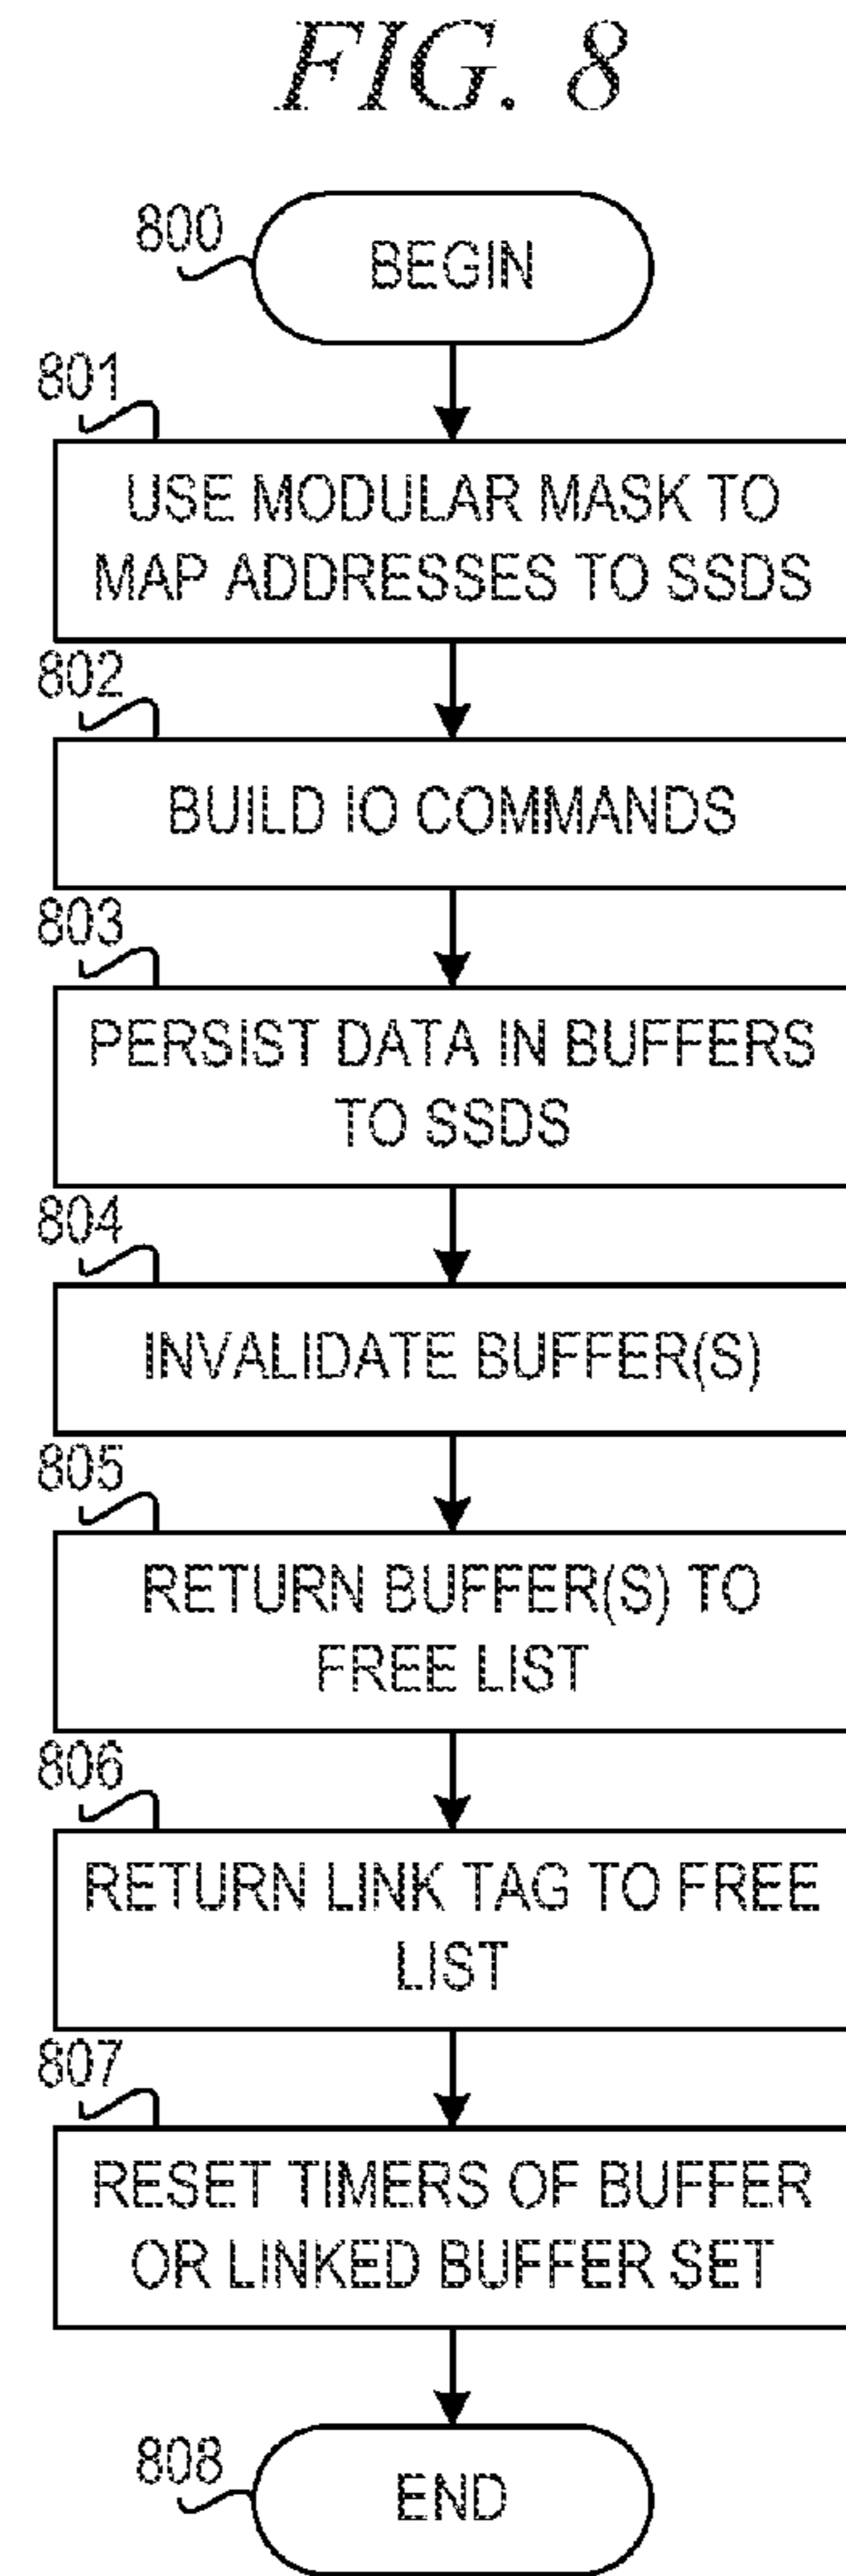 FIG. 8
800
BEGIN
801
USE MODULAR MASK TO
MAP ADDRESSES TO SSDS
802
BUILD IO COMMANDS
803
PERSIST DATA IN BUFFERS
TO SSDS
804
INVALIDATE BUFFER(S)
805
RETURN BUFFER(S) TO
FREE LIST
806
RETURN LINK TAG TO FREE
LIST
807
RESET TIMERS OF BUFFER
OR LINKED BUFFER SET
808
END